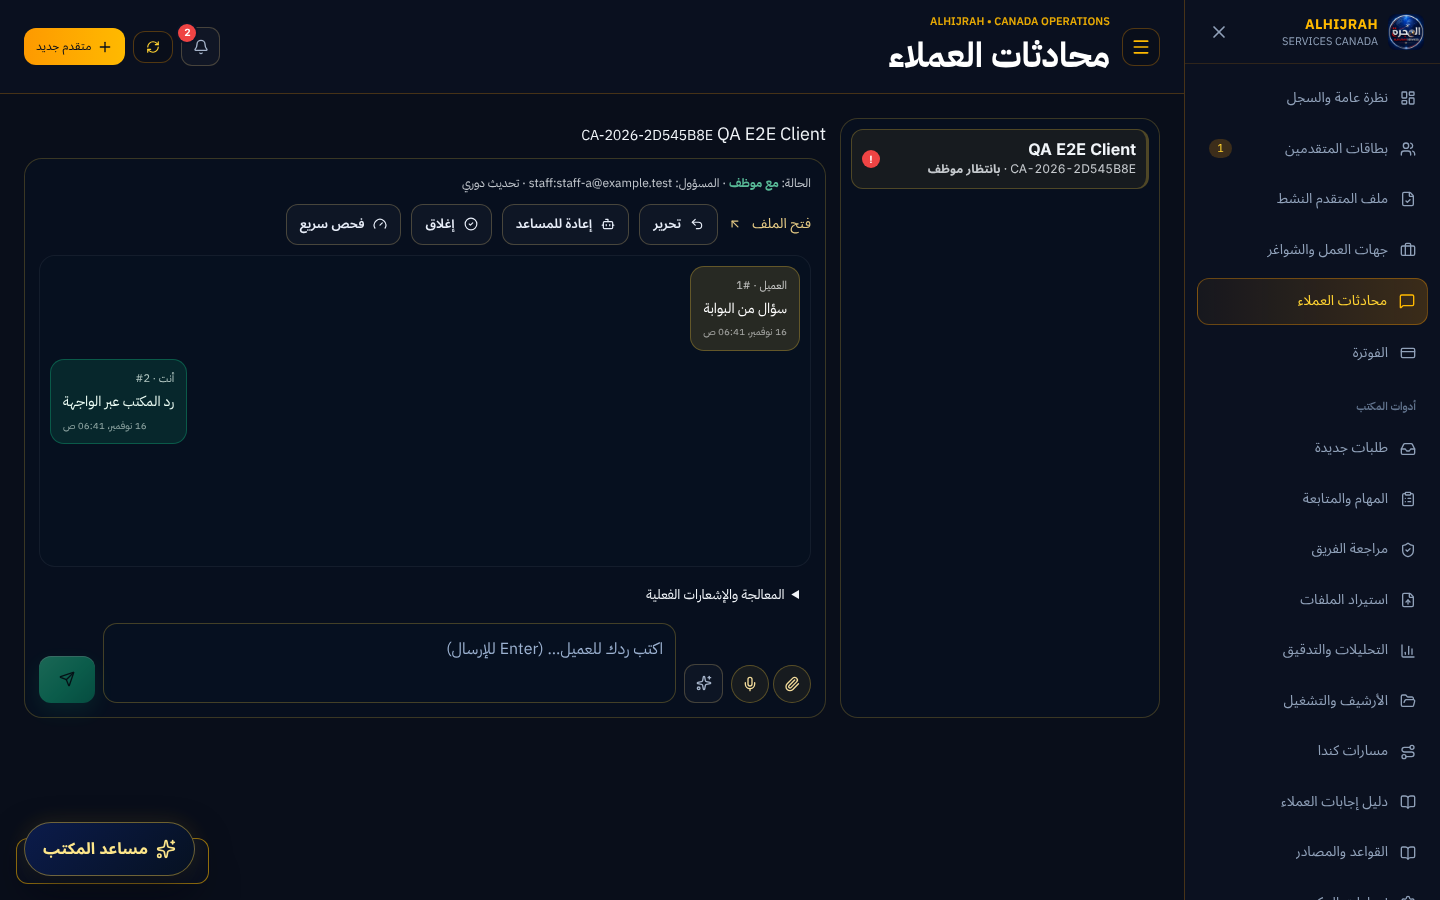 ALHIJRAH
SERVICES CANADA
نظرة عامة والسجل
بطاقات المتقدمين
1
ملف المتقدم النشط
جهات العمل والشواغر
محادثات العملاء
الفوترة
أدوات المكتب
طلبات جديدة
المهام والمتابعة
مراجعة الفريق
استيراد الملفات
التحليلات والتدقيق
الأرشيف والتشغيل
مسارات كندا
دليل إجابات العملاء
القواعد والمصادر
ALHIJRAH • CANADA OPERATIONS
محادثات العملاء
2
متقدم جديد
QA E2E Client
CA-2026-2D545B8E · بانتظار موظف
!
QA E2E Client CA-2026-2D545B8E
الحالة: مع موظف · المسؤول: staff:staff-a@example.test · تحديث دوري
فتح الملف
تحرير
إعادة للمساعد
إغلاق
فحص سريع
العميل · #1
سؤال من البوابة
16 نوفمبر، 06:41 ص
أنت · #2
رد المكتب عبر الواجهة
16 نوفمبر، 06:41 ص
المعالجة والإشعارات الفعلية
اكتب ردك للعميل... (Enter للإرسال)
مساعد المكتب